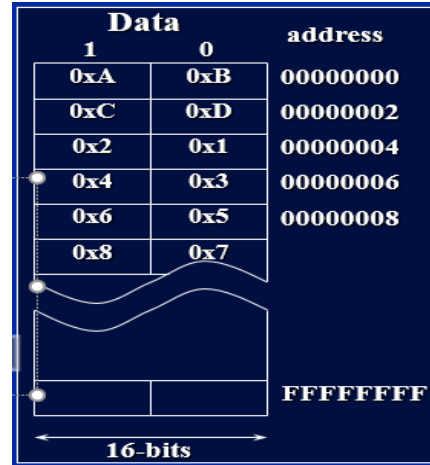 Data address
1 0
0xA 0xB 00000000
0xC 0xD 00000002
0x2 0x1 00000004
0x4 0x3 00000006
0x6 0x5 00000008
0x8 0x7
FFFFFFFF
16-bits